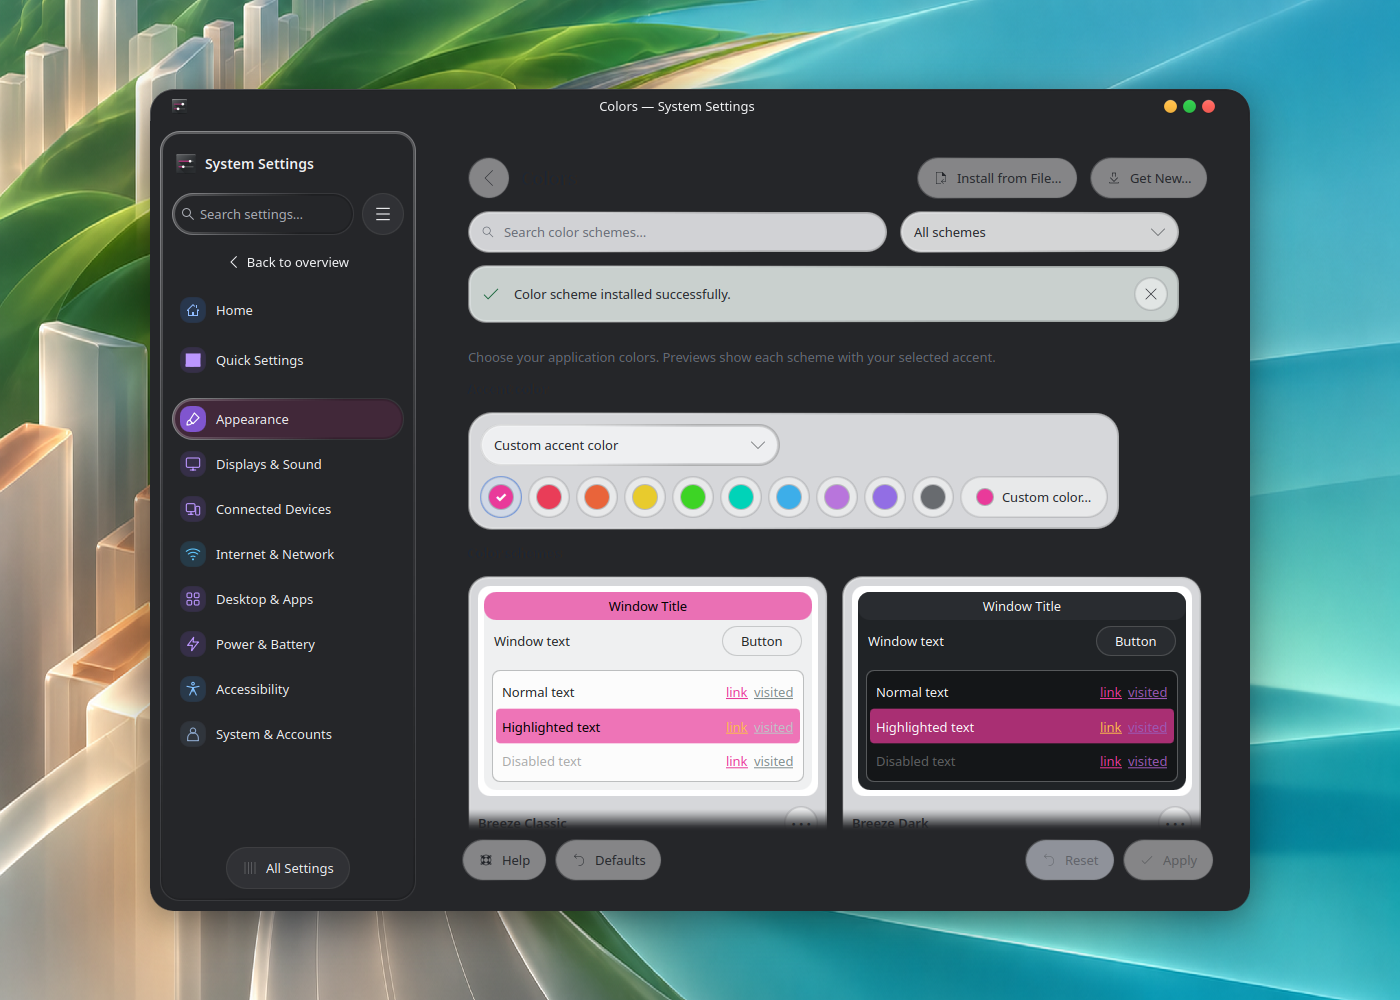 Colors — System Settings
System Settings
Search settings...
Back to overview
Home
Quick Settings
Appearance
Displays & Sound
Connected Devices
Internet & Network
Desktop & Apps
Power & Battery
Accessibility
System & Accounts
All Settings
Install from File...
Get New...
Search color schemes...
All schemes
Color scheme installed successfully.
Choose your application colors. Previews show each scheme with your selected accent.
Custom accent color
Custom color...
Window Title
Window text
Button
Normal text link visited
Highlighted text link visited
Disabled text link visited
Breeze Classic
Window Title
Window text
Button
Normal text link visited
Highlighted text link visited
Disabled text link visited
Breeze Dark
Help
Defaults
Reset
Apply